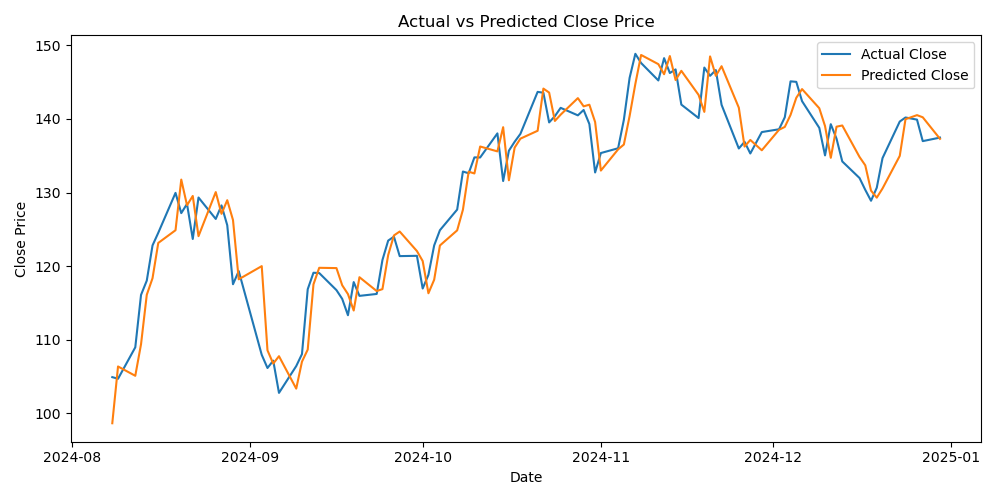 Actual vs Predicted Close Price
Actual Close
Predicted Close
Close Price
150
140
130
120
110
100
2024-08
2024-09
2024-10
2024-11
2024-12
2025-01
Date